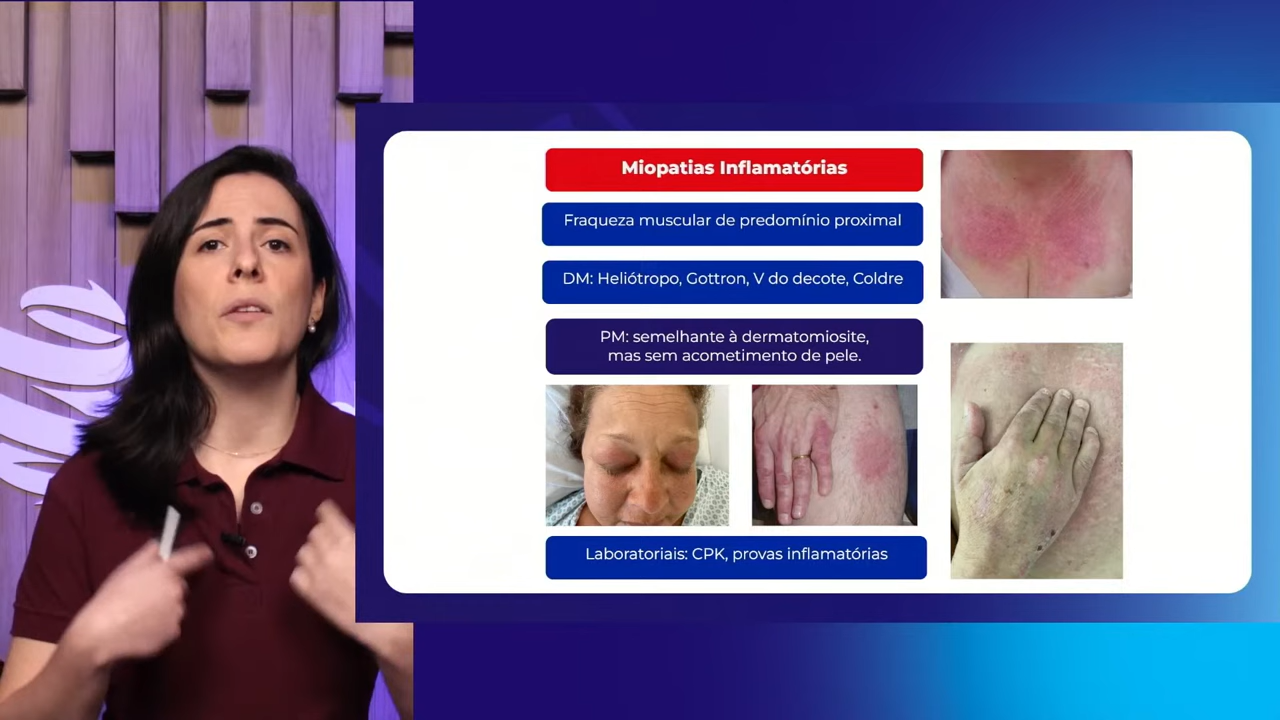 Miopatias Inflamatórias
Fraqueza muscular de predomínio proximal
DM: Heliótropo, Gottron, V do decote, Coldre
PM: semelhante à dermatomiosite,
mas sem acometimento de pele.
Laboratoriais: CPK, provas inflamatórias